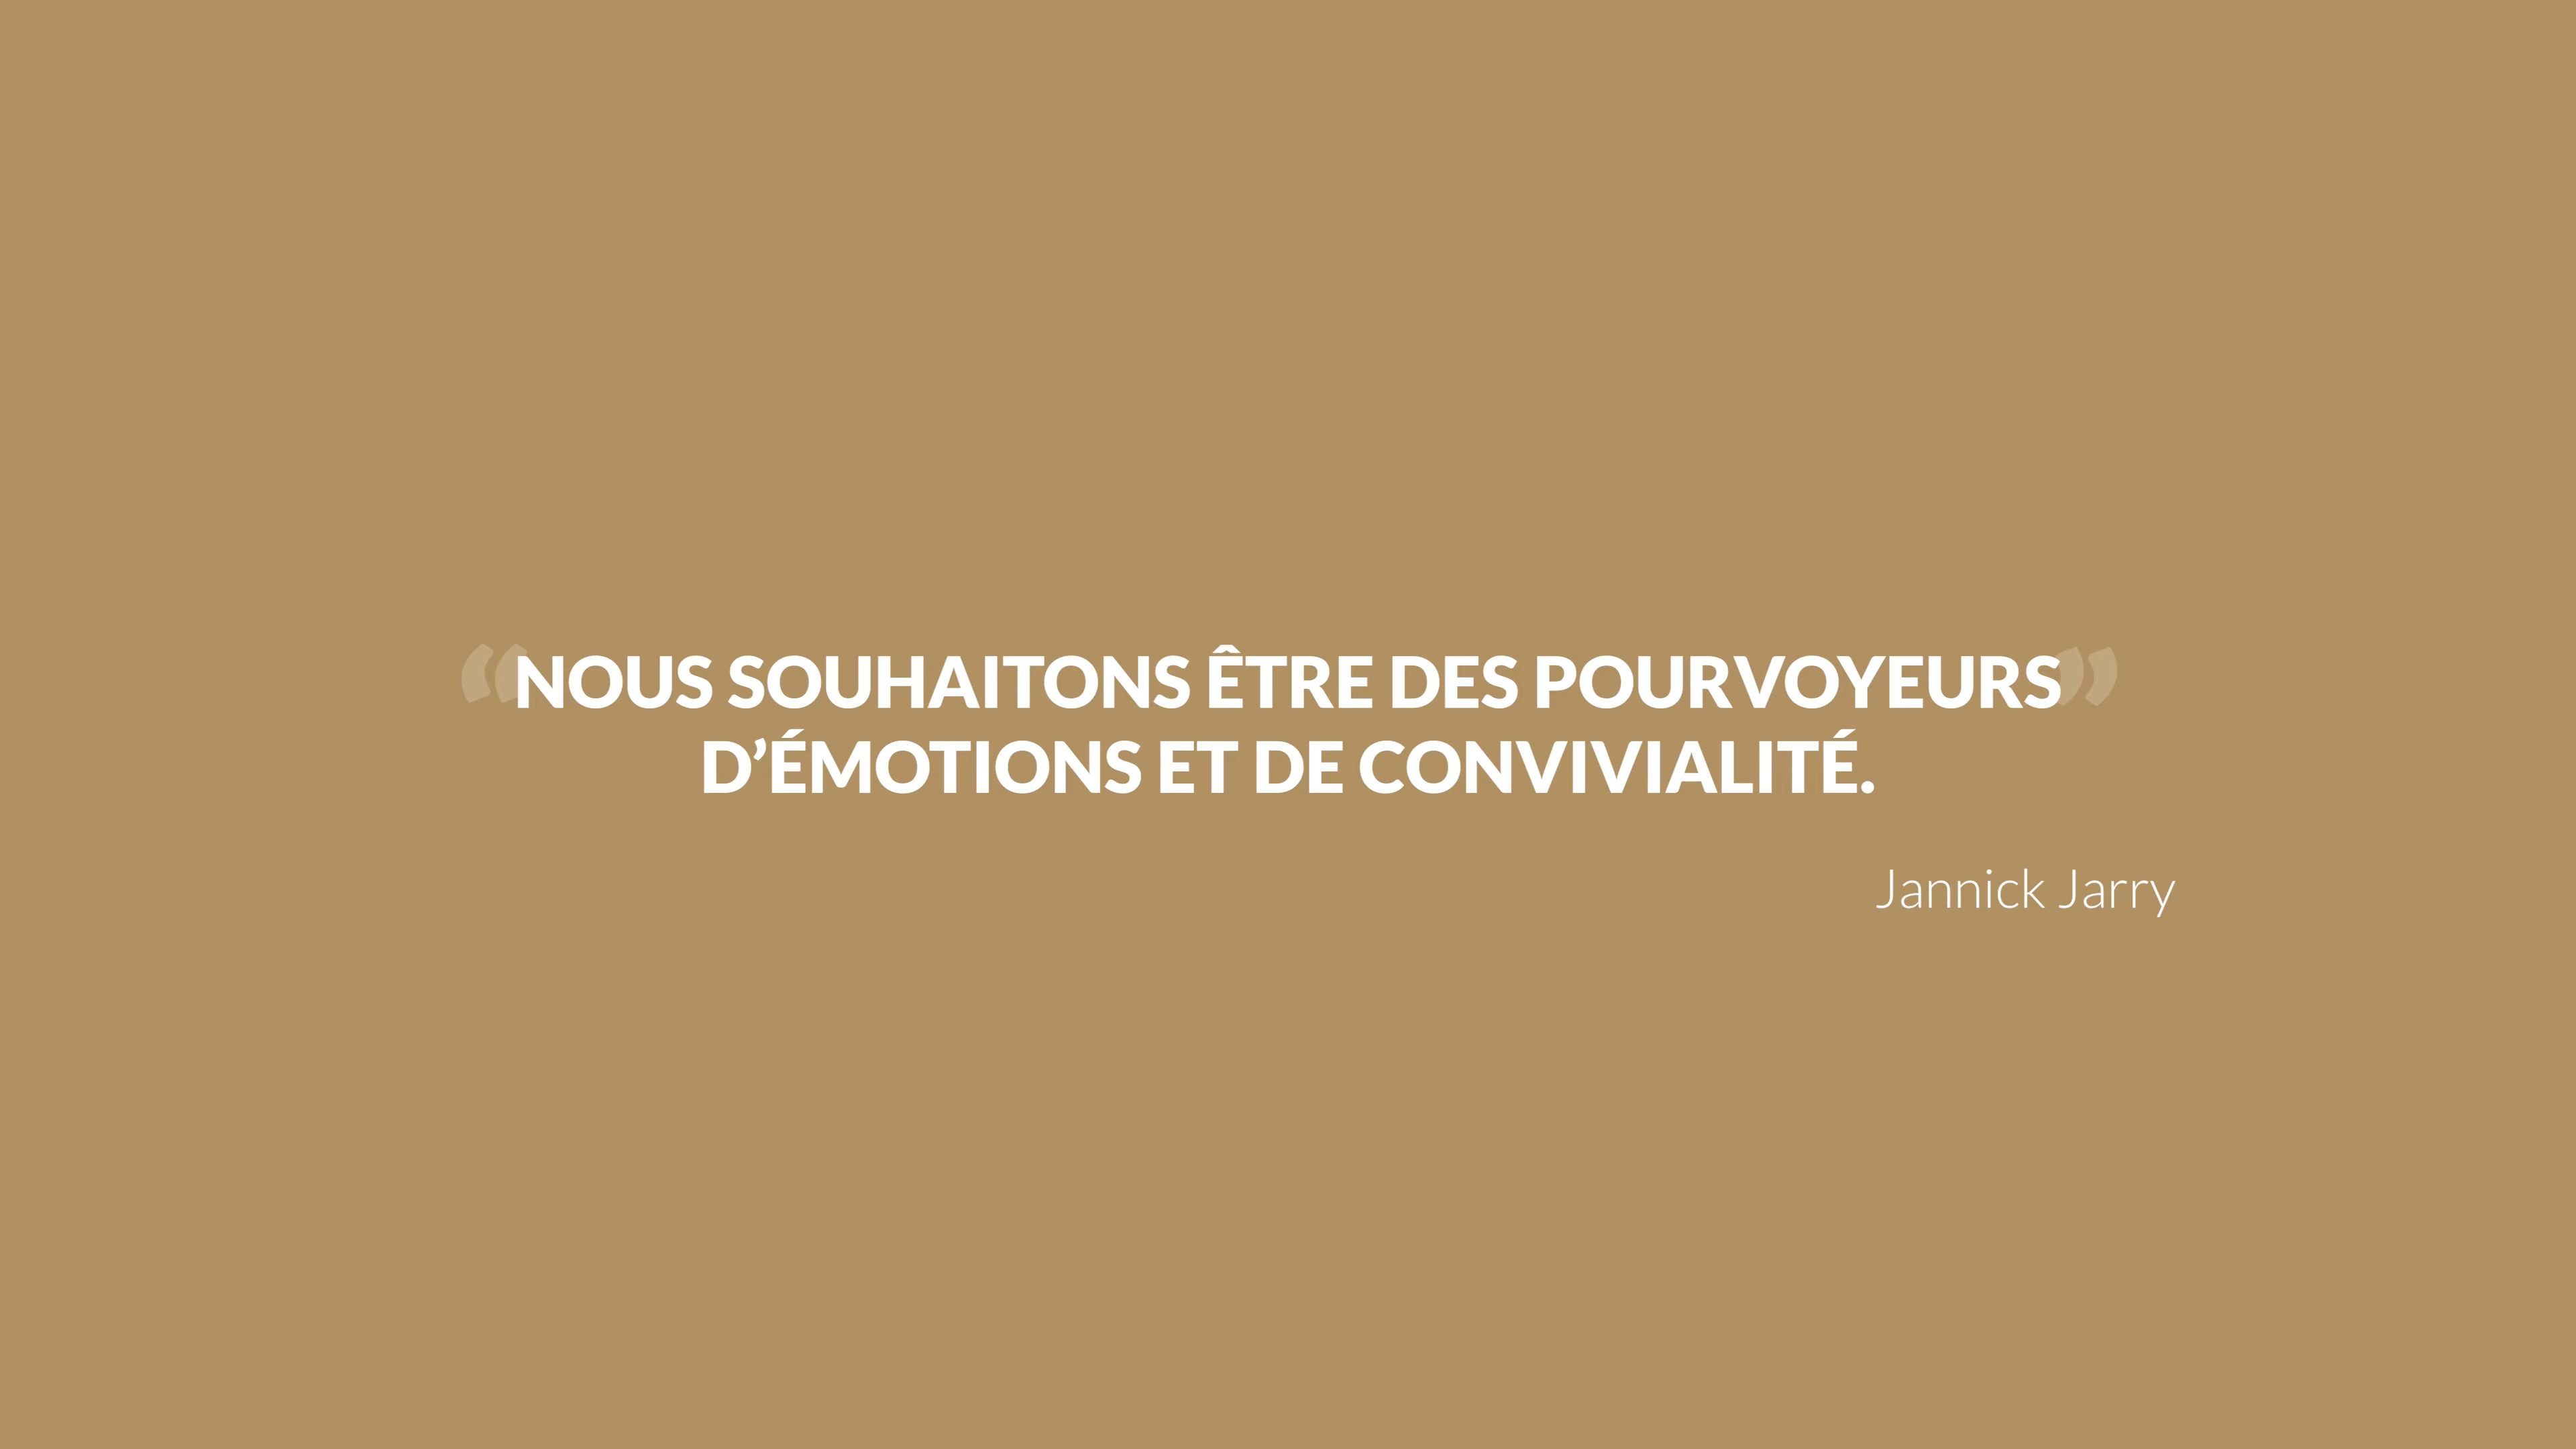 “NOUS SOUHAITONS ÊTRE DES POURVOYEURS”
D’ÉMOTIONS ET DE CONVIVIALITÉ.
Jannick Jarry